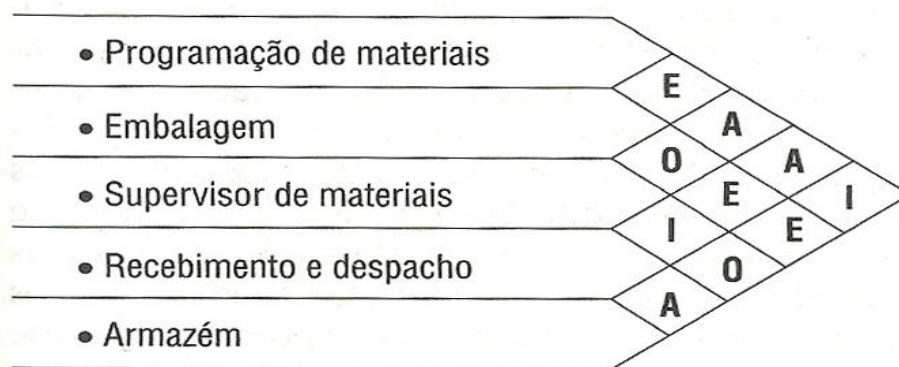 • Programação de materiais
E
• Embalagem
A
O
A
• Supervisor de materiais
E
I
I
E
• Recebimento e despacho
O
A
• Armazém